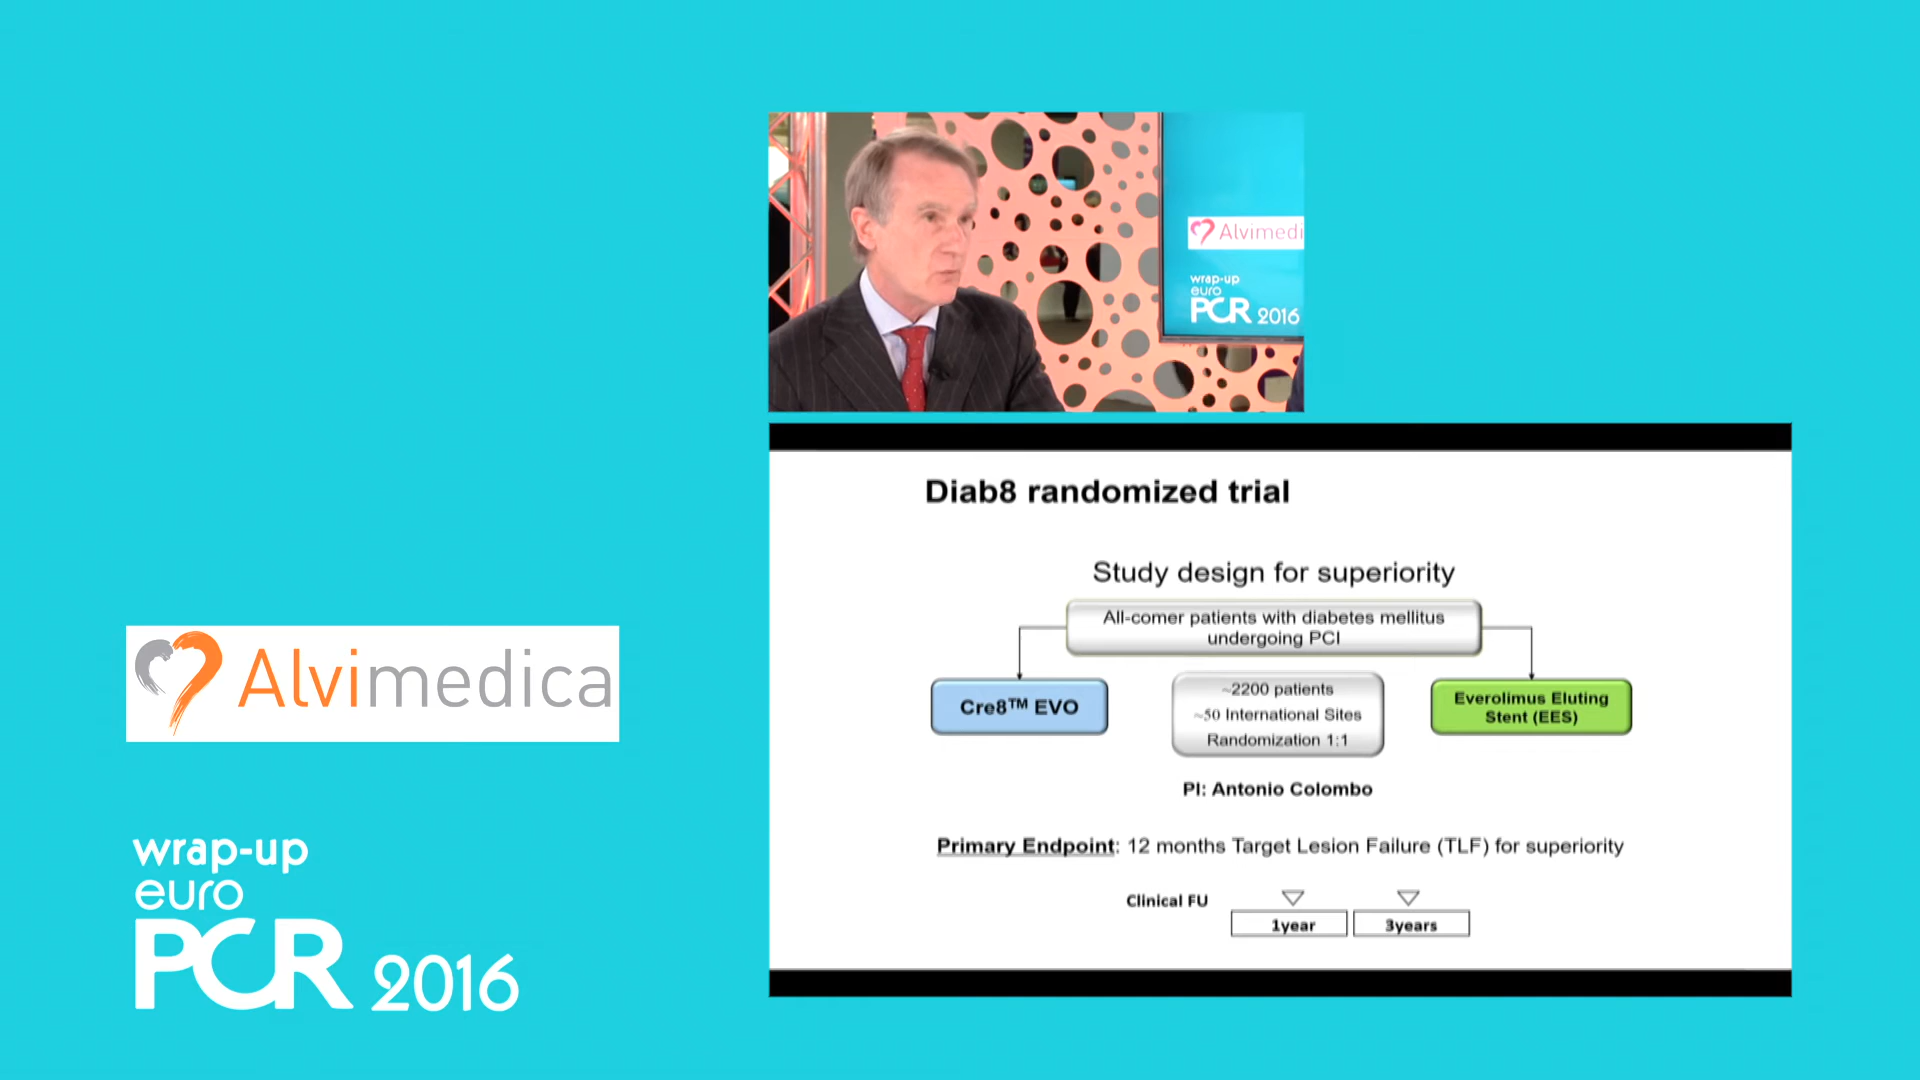 Alvimedi
wrap-up
euro
PCR 2016
Diab8 randomized trial
Study design for superiority
All-comer patients with diabetes mellitus
undergoing PCI
Cre8™ EVO
~2200 patients
~50 International Sites
Randomization 1:1
Everolimus Eluting
Stent (EES)
PI: Antonio Colombo
Primary Endpoint: 12 months Target Lesion Failure (TLF) for superiority
Clinical FU
1year
3years
Alvimedica
wrap-up
euro
PCR 2016